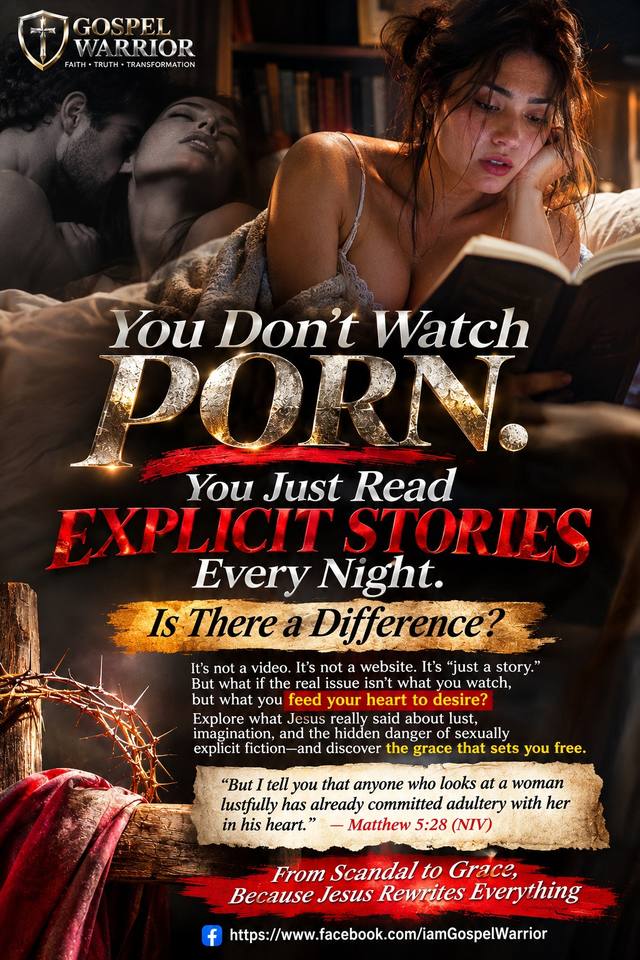 GOSPEL
WARRIOR
FAITH • TRUTH • TRANSFORMATION
You Don't Watch
PORN.
You Just Read
EXPLICIT STORIES
Every Night.
Is There a Difference?
It's not a video. It's not a website. It's “just a story.”
But what if the real issue isn't what you watch,
but what you feed your heart to desire?
Explore what Jesus really said about lust,
imagination, and the hidden danger of sexually
explicit fiction—and discover the grace that sets you free.
“But I tell you that anyone who looks at a woman
lustfully has already committed adultery with her
in his heart.” — Matthew 5:28 (NIV)
From Scandal to Grace,
Because Jesus Rewrites Everything
https://www.facebook.com/iamGospelWarrior